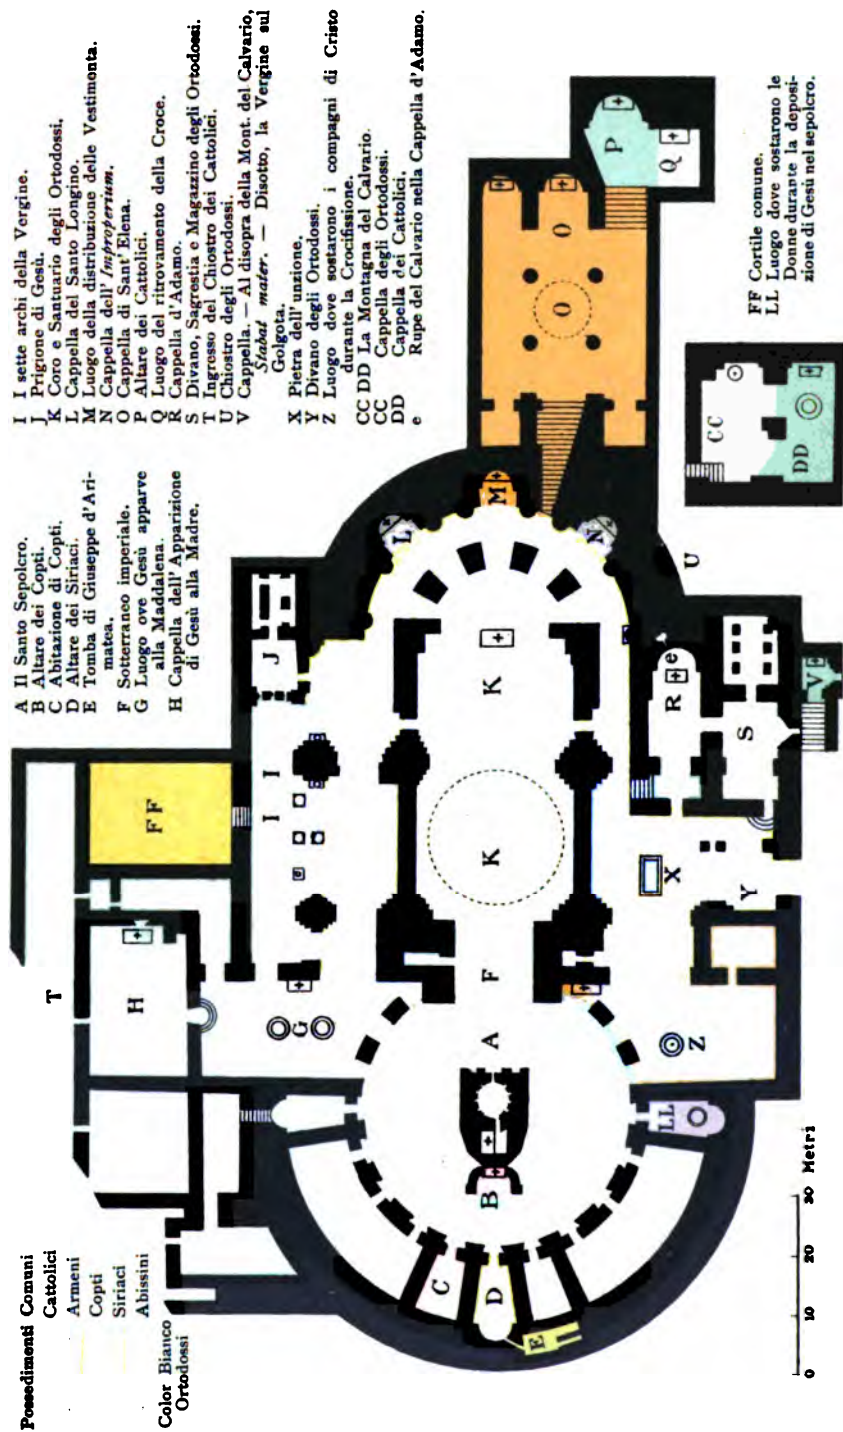 A Il Santo Sepolcro.
B Altare dei Copti.
C Abitazione di Copti.
D Altare dei Siriaci.
E Tomba di Giuseppe d'Ari-
matea.
F Sotterraneo imperiale.
G Luogo ove Gesù apparve
alla Maddalena.
H Cappella dell' Apparizione
di Gesù alla Madre.
I I sette archi della Vergine.
J Prigione di Gesù.
K Coro e Santuario degli Ortodossi.
L Cappella del Santo Longino.
M Luogo della distribuzione delle Vestimonta.
N Cappella dell' Improperium.
O Cappella di Sant' Elena.
P Altare dei Cattolici.
Q Luogo del ritrovamento della Croce.
R Cappella d'Adamo.
S Divano, Sagrestia e Magazzino degli Ortodossi.
T Ingresso del Chiostro dei Cattolici.
U Chiostro degli Ortodossi.
V Cappella. — Al disopra della Mont. del Calvario,
Slabat mater. — Disotto, la Vergine sul
Golgota.
X Pietra dell' unzione.
Y Divano degli Ortodossi.
Z Luogo dove sostarono i compagni di Cristo
durante la Crocifissione.
CC DD La Montagna del Calvario.
CC Cappella degli Ortodossi.
DD Cappella dei Cattolici.
e Rupe del Calvario nella Cappella d'Adamo.
FF Cortile comune.
LL Luogo dove sostarono le
Donne durante la deposi-
zione di Gesù nel sepolcro.
Possedimenti Comuni
Cattolici
Armeni
Copti
Siriaci
Abissini
Color Bianco
Ortodossi
T
H
FF
G
I I
J
L
M
N
A
F
K
K
B
C
D
E
LL
Z
X
Y
R
e
S
V
U
O
O
P
Q
CC
DD
0 10 20 30 Metri